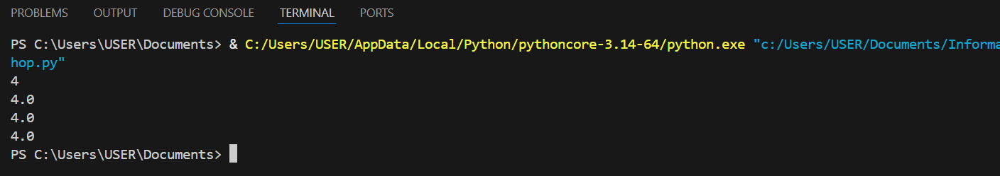 PROBLEMS OUTPUT DEBUG CONSOLE TERMINAL PORTS
PS C:\Users\USER\Documents> & C:/Users/USER/AppData/Local/Python/pythoncore-3.14-64/python.exe "c:/Users/USER/Documents/Informa
hop.py"
4
4.0
4.0
4.0
PS C:\Users\USER\Documents>